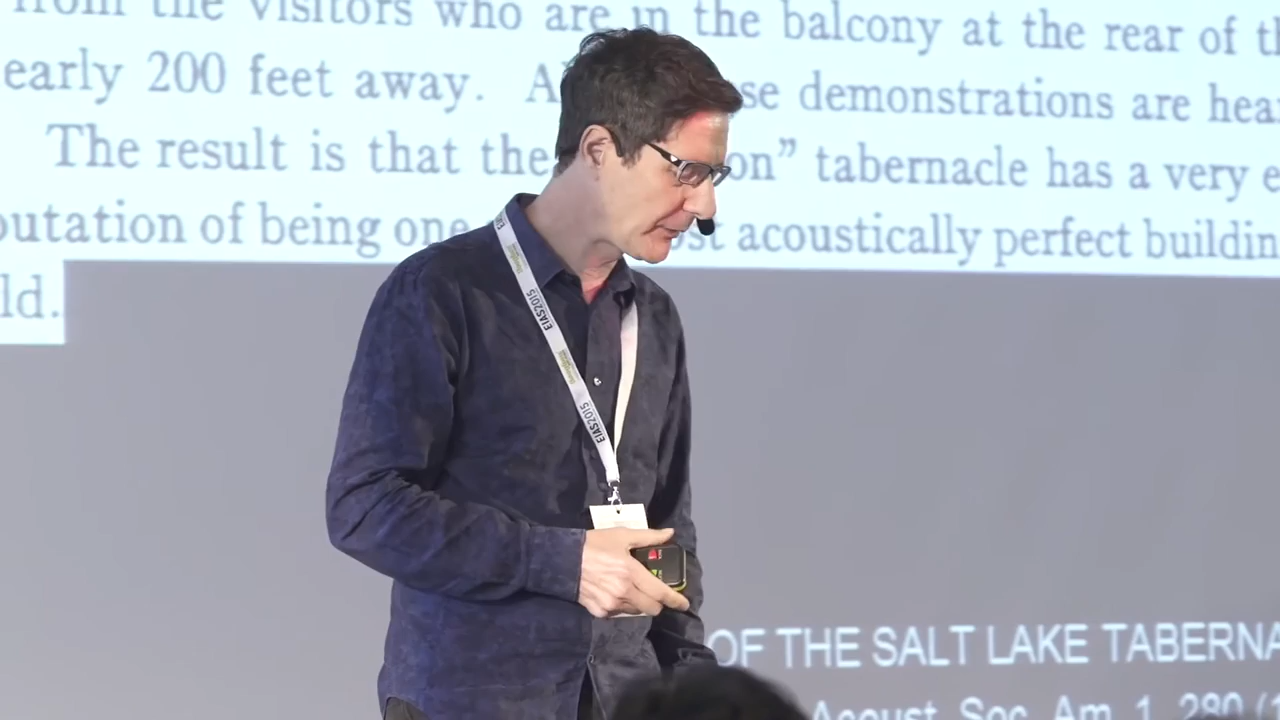 from the visitors who are in the balcony at the rear of
early 200 feet away. se demonstrations are hea
The result is that the on” tabernacle has a very e
putation of being one st acoustically perfect buildin
ld.
EIAS2015
EIAS2015
OF THE SALT LAKE TABERNA
Acoust. Soc. Am. 1, 280 (1